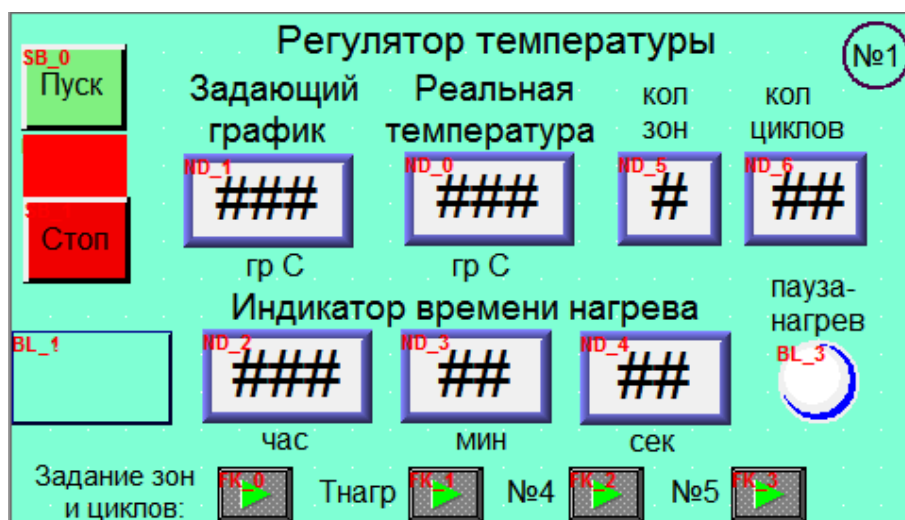 Регулятор температуры
№1
SB_0
Пуск
Задающий график
Реальная температура
кол зон
кол циклов
ND_1
###
ND_0
###
ND_5
#
ND_6
##
Стоп
гр С
гр С
Индикатор времени нагрева
пауза-
нагрев
BL_3
ND_2
###
ND_3
##
ND_4
##
час
мин
сек
Задание зон
и циклов:
FK_0
Тнагр
FK_1
№4
FK_2
№5
FK_3